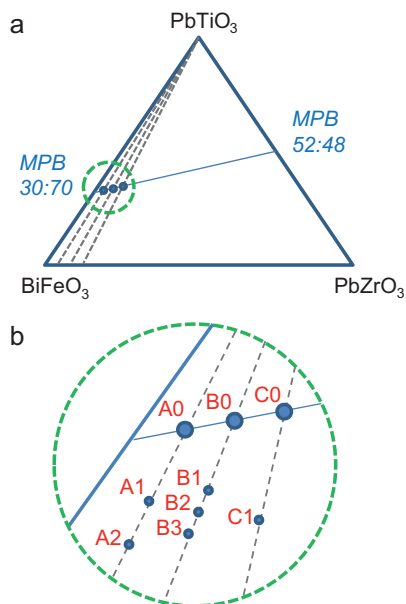 a
PbTiO₃
MPB
52:48
MPB
30:70
BiFeO₃
PbZrO₃
b
A0
B0
C0
A1
B1
B2
B3
A2
C1